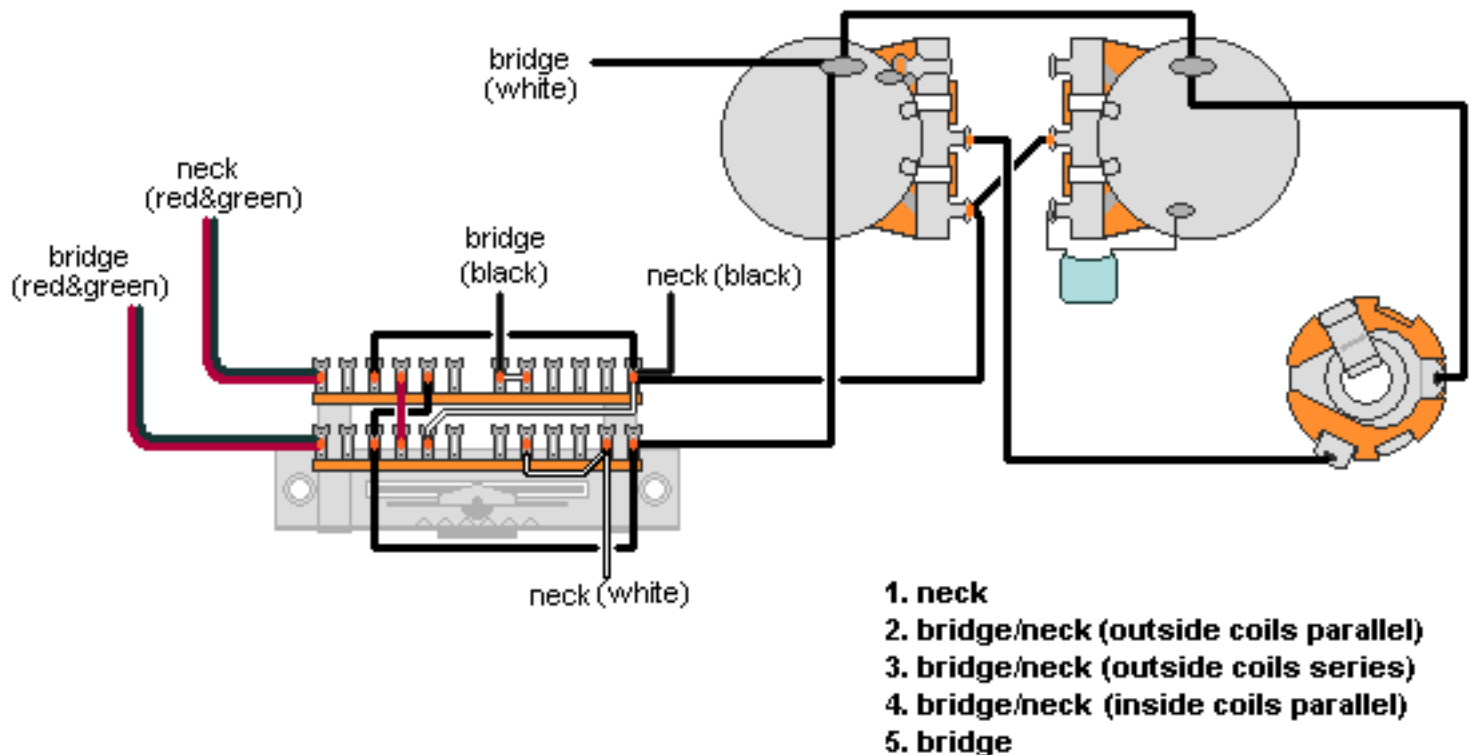 bridge
(white)
neck
(red&green)
bridge
(red&green)
bridge
(black)
neck (black)
neck (white)
1. neck
2. bridge/neck (outside coils parallel)
3. bridge/neck (outside coils series)
4. bridge/neck (inside coils parallel)
5. bridge